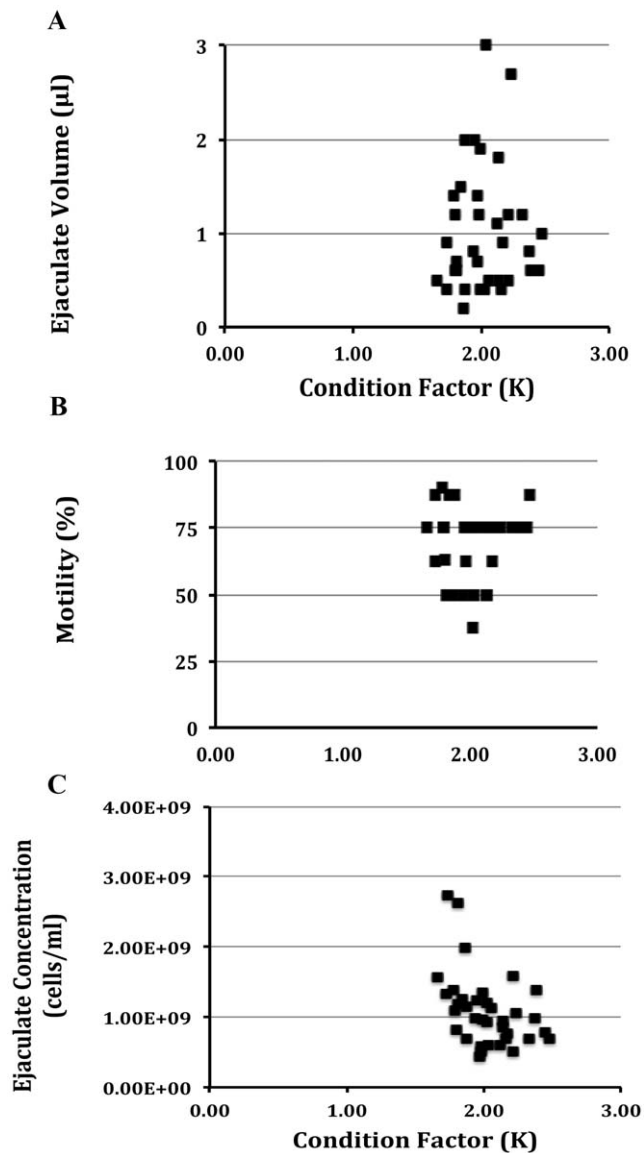 A
Ejaculate Volume (µl)
3
2
1
0
0.00 1.00 2.00 3.00
Condition Factor (K)
B
Motility (%)
100
75
50
25
0
0.00 1.00 2.00 3.00
C
Ejaculate Concentration
(cells/ml)
4.00E+09
3.00E+09
2.00E+09
1.00E+09
0.00E+00
0.00 1.00 2.00 3.00
Condition Factor (K)